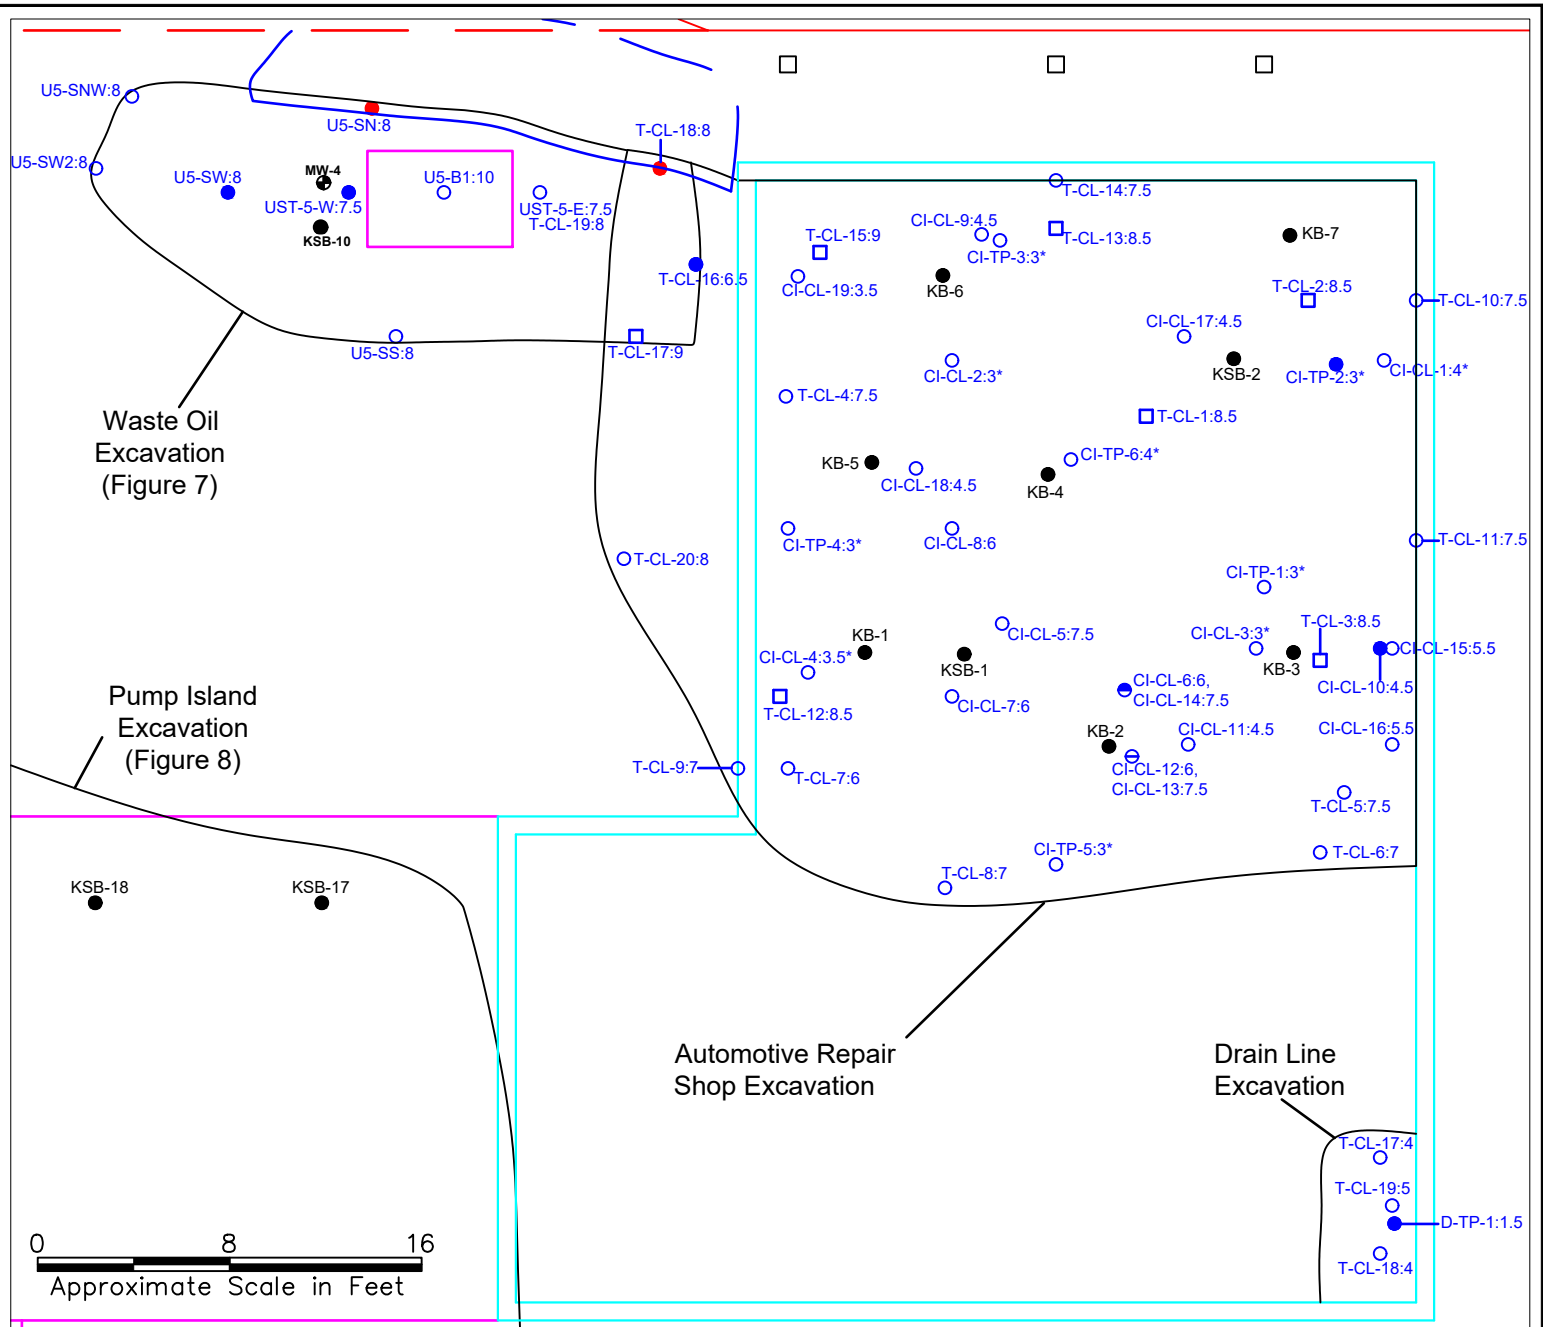 U5-SNW:8
U5-SN:8
T-CL-18:8
U5-SW2:8
U5-SW:8
MW-4
UST-5-W:7.5
KSB-10
U5-B1:10
UST-5-E:7.5
T-CL-19:8
T-CL-16:6.5
U5-SS:8
T-CL-17:9
T-CL-14:7.5
CI-CL-9:4.5
T-CL-15:9
T-CL-13:8.5
CI-TP-3:3*
KB-7
CI-CL-19:3.5
KB-6
T-CL-2:8.5
T-CL-10:7.5
CI-CL-17:4.5
CI-CL-2:3*
KSB-2
CI-TP-2:3*
CI-CL-1:4*
T-CL-4:7.5
T-CL-1:8.5
Waste Oil
Excavation
(Figure 7)
KB-5
CI-CL-18:4.5
CI-TP-6:4*
KB-4
CI-TP-4:3*
CI-CL-8:6
T-CL-11:7.5
T-CL-20:8
CI-TP-1:3*
T-CL-3:8.5
CI-CL-5:7.5
CI-CL-3:3*
KB-1
CI-CL-4:3.5*
KSB-1
KB-3
CI-CL-15:5.5
CI-CL-10:4.5
CI-CL-6:6,
CI-CL-14:7.5
T-CL-12:8.5
CI-CL-7:6
Pump Island
Excavation
(Figure 8)
KB-2
CI-CL-11:4.5
CI-CL-16:5.5
T-CL-9:7
T-CL-7:6
CI-CL-12:6,
CI-CL-13:7.5
T-CL-5:7.5
CI-TP-5:3*
T-CL-6:7
T-CL-8:7
KSB-18
KSB-17
Automotive Repair
Shop Excavation
Drain Line
Excavation
T-CL-17:4
T-CL-19:5
D-TP-1:1.5
T-CL-18:4
0 8 16
Approximate Scale in Feet